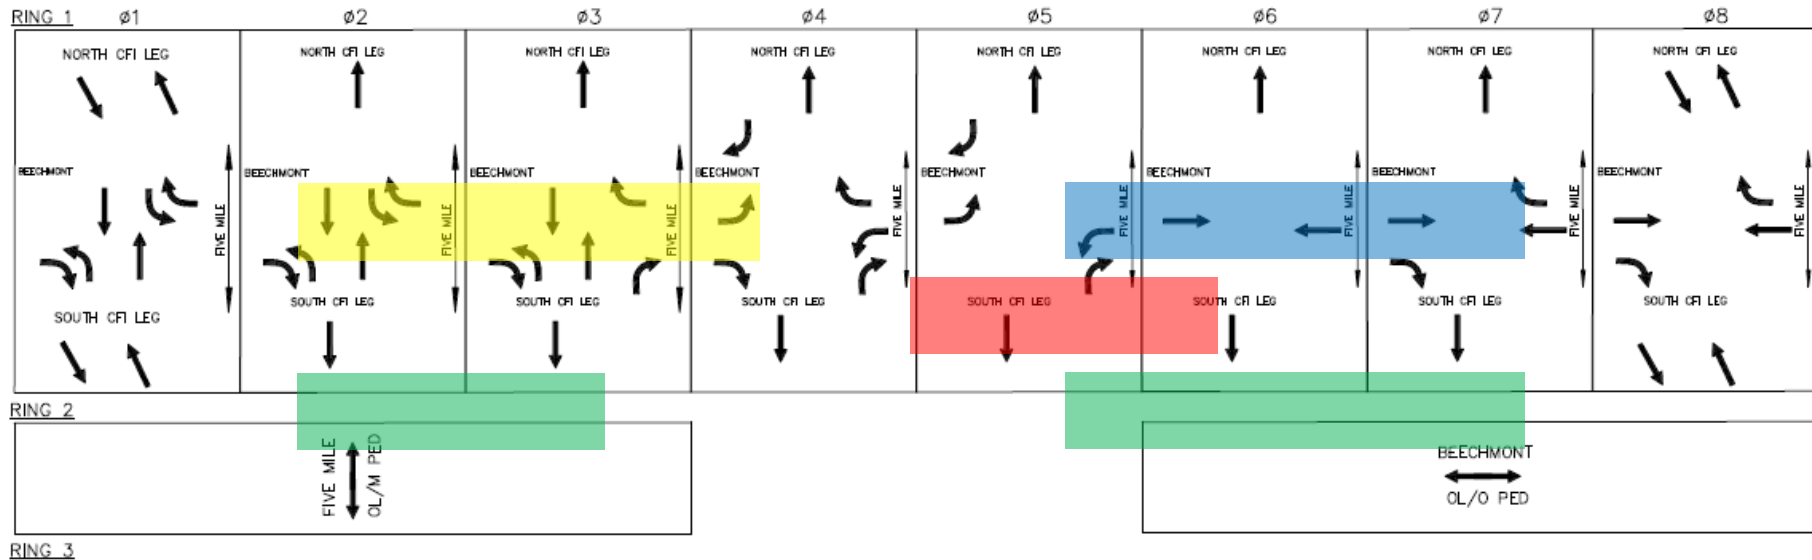 RING 1 ø1 ø2 ø3 ø4 ø5 ø6 ø7 ø8
NORTH CFI LEG NORTH CFI LEG NORTH CFI LEG NORTH CFI LEG NORTH CFI LEG NORTH CFI LEG NORTH CFI LEG NORTH CFI LEG
BEECHMONT BEECHMONT BEECHMONT BEECHMONT BEECHMONT BEECHMONT BEECHMONT BEECHMONT
FIVE MILE FIVE MILE FIVE MILE FIVE MILE FIVE MILE FIVE MILE FIVE MILE FIVE MILE
SOUTH CFI LEG SOUTH CFI LEG SOUTH CFI LEG SOUTH CFI LEG SOUTH CFI LEG SOUTH CFI LEG SOUTH CFI LEG SOUTH CFI LEG
RING 2
FIVE MILE
OL/M PED
BEECHMONT
OL/O PED
RING 3